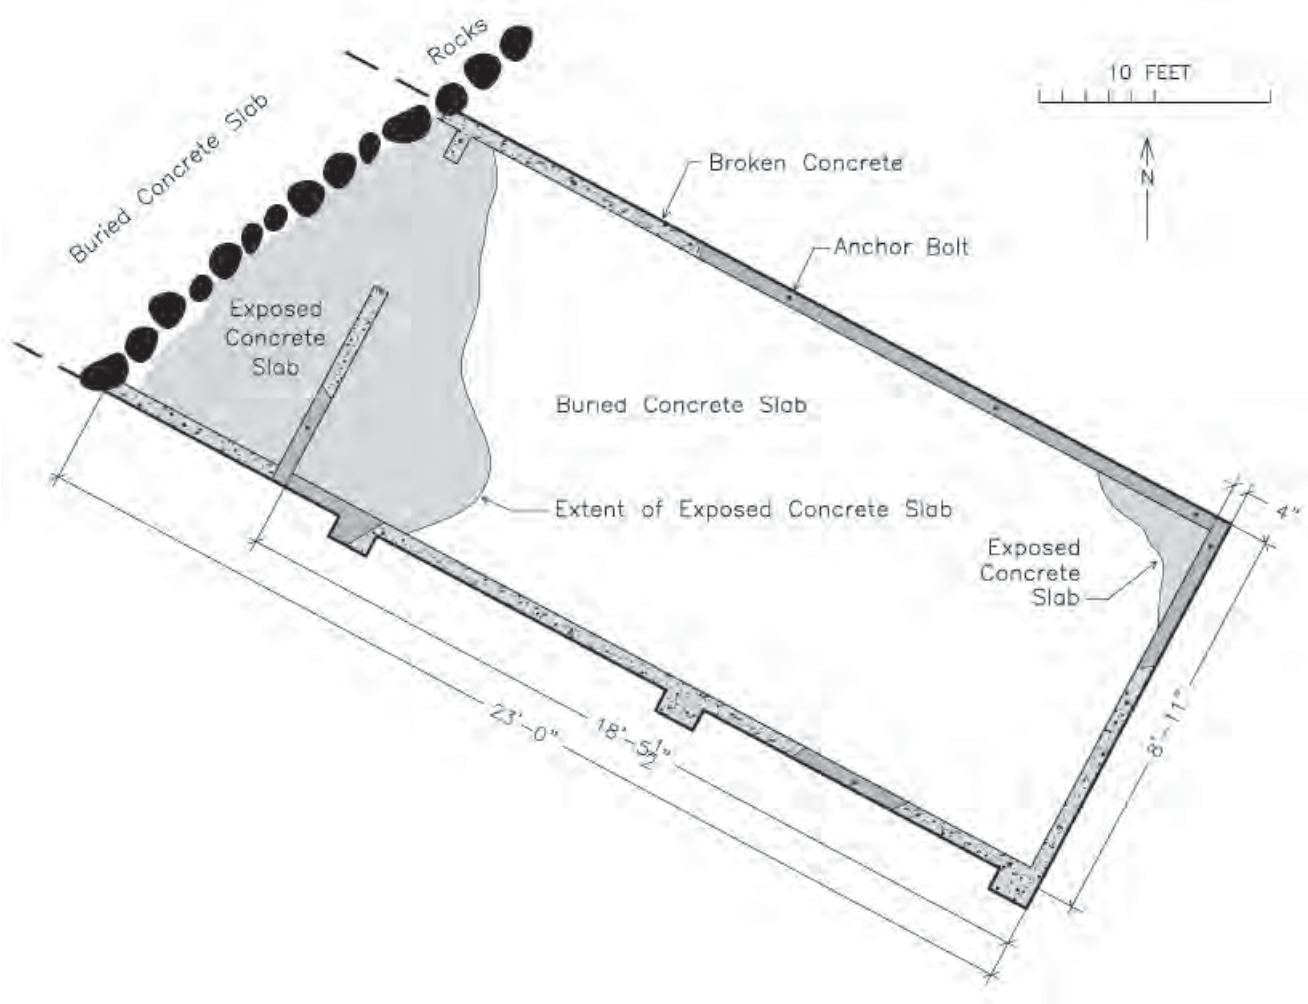 Rocks
Buried Concrete Slab
10 FEET
N
Broken Concrete
Anchor Bolt
Exposed
Concrete
Slab
Buried Concrete Slab
Extent of Exposed Concrete Slab
Exposed
Concrete
Slab
4"
8'-11"
18'-5 1/2"
23'-0"